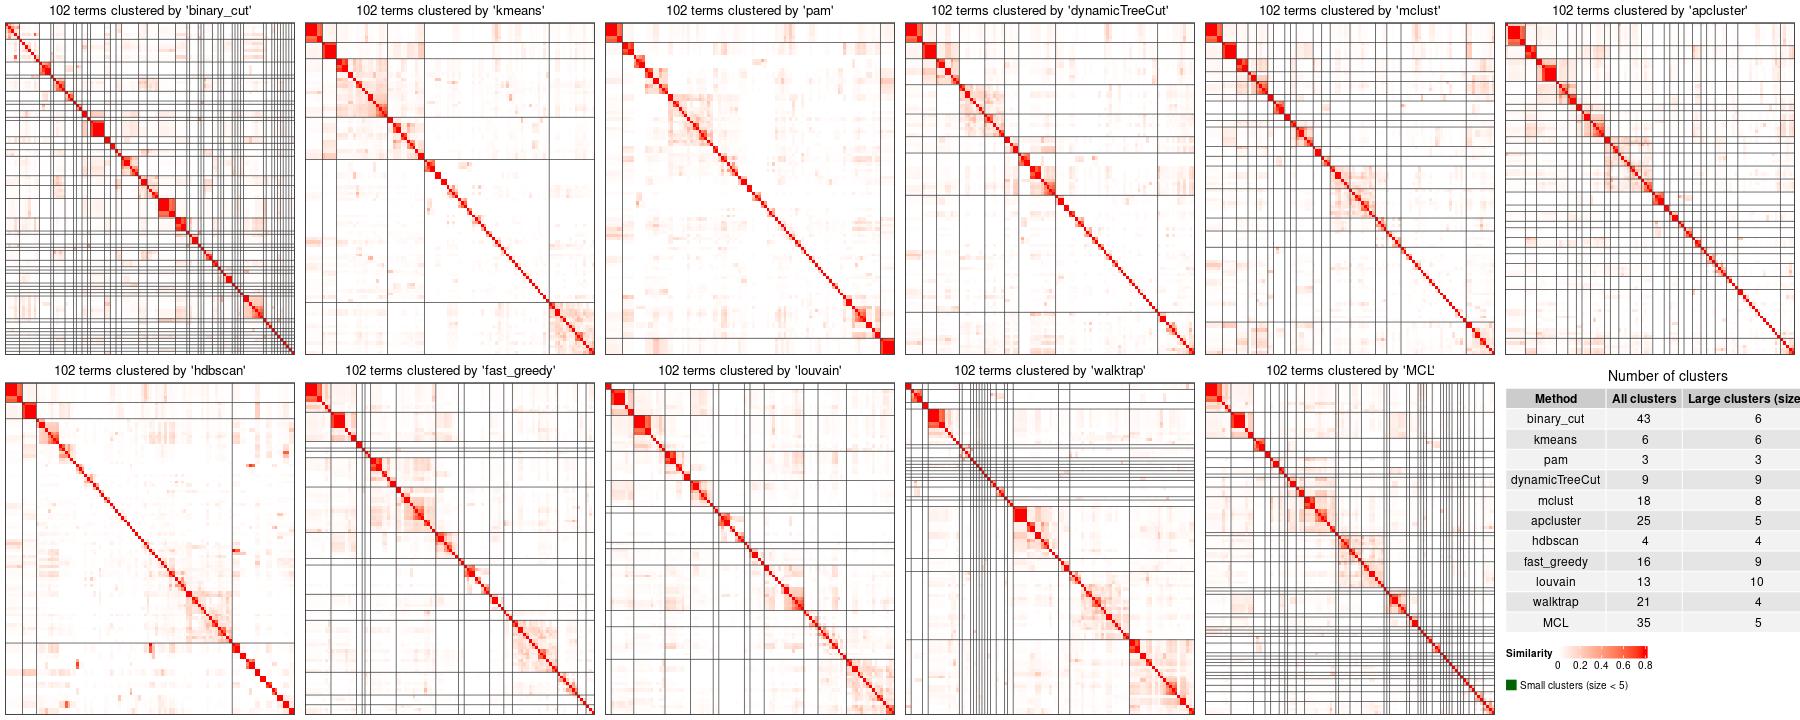 102 terms clustered by 'binary_cut'
102 terms clustered by 'kmeans'
102 terms clustered by 'pam'
102 terms clustered by 'dynamicTreeCut'
102 terms clustered by 'mclust'
102 terms clustered by 'apcluster'
102 terms clustered by 'hdbscan'
102 terms clustered by 'fast_greedy'
102 terms clustered by 'louvain'
102 terms clustered by 'walktrap'
102 terms clustered by 'MCL'
Number of clusters
Method All clusters Large clusters (size
binary_cut 43 6
kmeans 6 6
pam 3 3
dynamicTreeCut 9 9
mclust 18 8
apcluster 25 5
hdbscan 4 4
fast_greedy 16 9
louvain 13 10
walktrap 21 4
MCL 35 5
Similarity
0 0.2 0.4 0.6 0.8
Small clusters (size < 5)